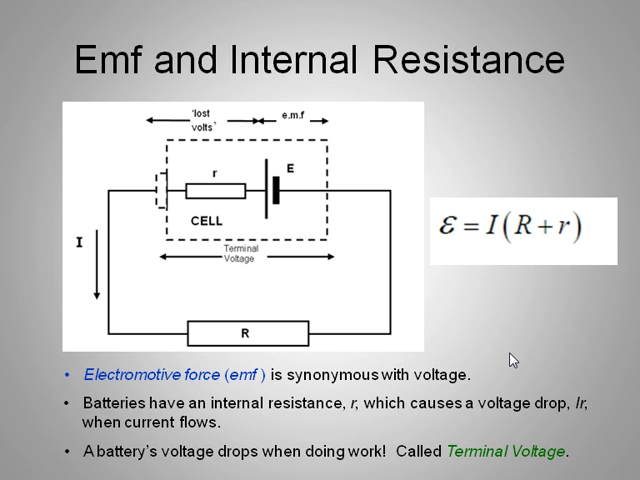 Emf and Internal Resistance
'lost
volts`
e.m.f
r
E
CELL
I
Terminal
Voltage
R
ℰ = I(R + r)
• Electromotive force (emf ) is synonymous with voltage.
• Batteries have an internal resistance, r, which causes a voltage drop, Ir,
when current flows.
• A battery's voltage drops when doing work! Called Terminal Voltage.